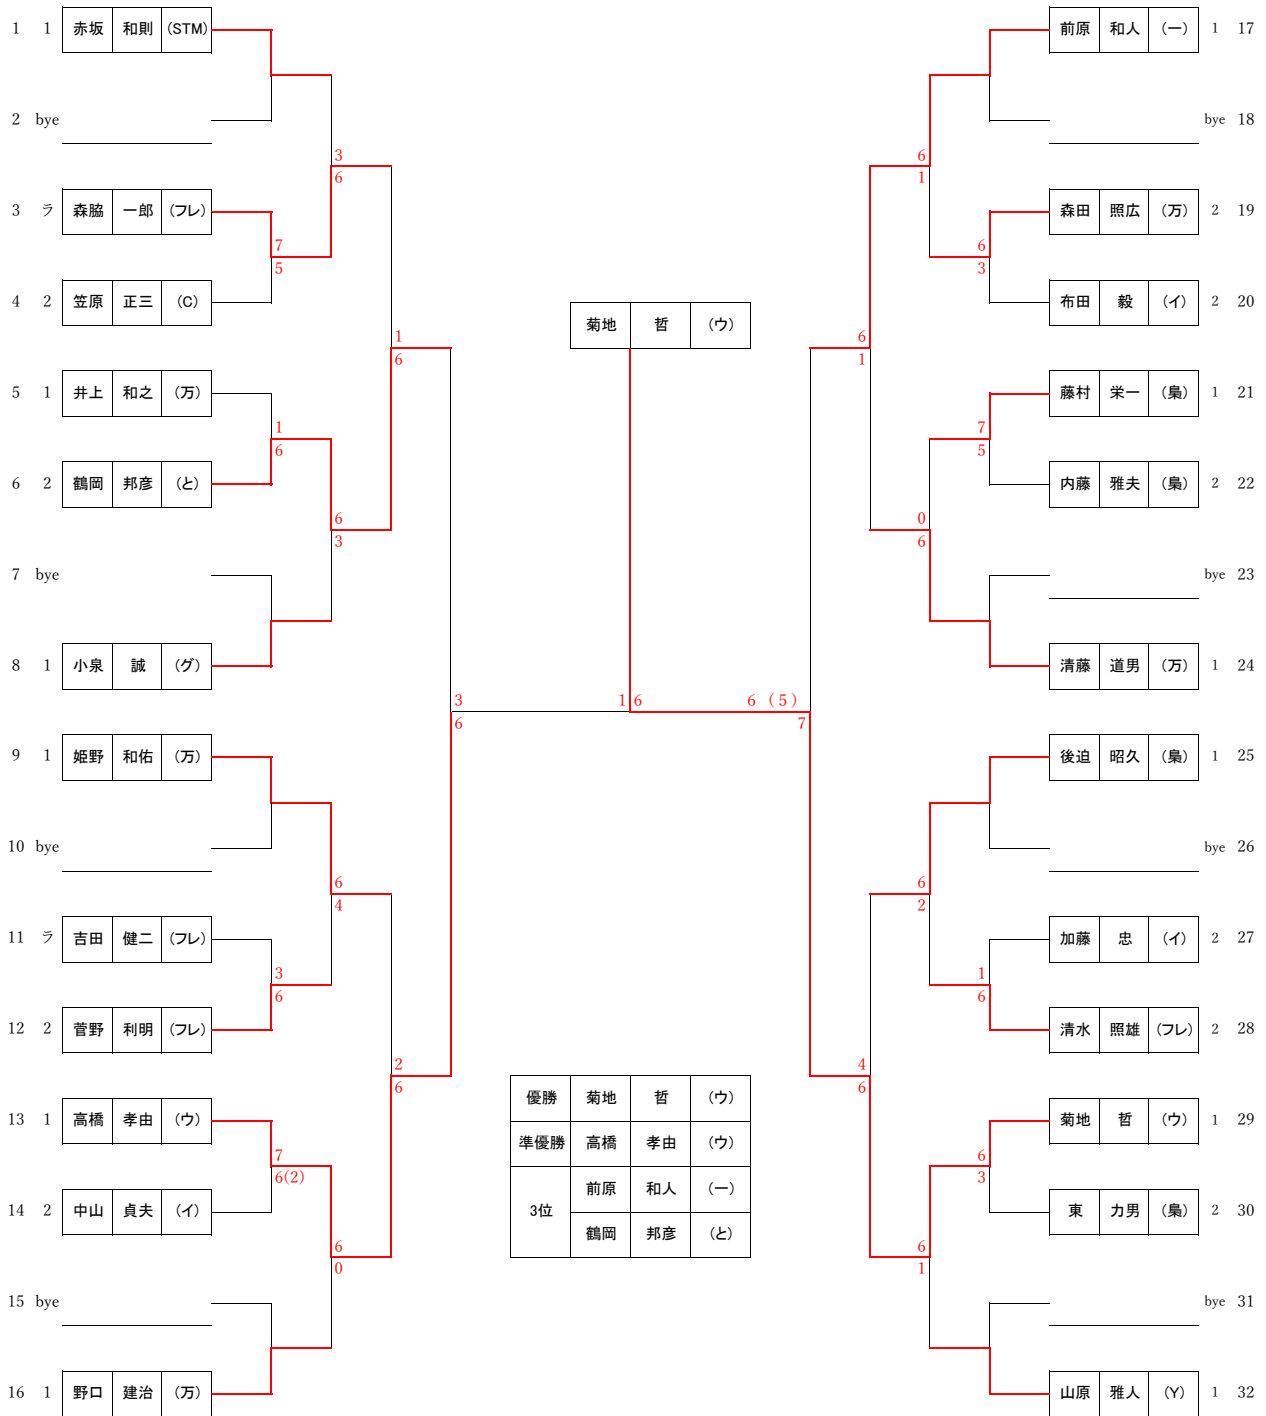 1 1 赤坂 和則 (STM)
2 bye
3
6
3 ラ 森脇 一郎 (フレ)
7
5
4 2 笠原 正三 (C)
1
6
5 1 井上 和之 (万)
1
6
6 2 鶴岡 邦彦 (と)
6
3
7 bye
8 1 小泉 誠 (グ)
3
6
9 1 姫野 和佑 (万)
10 bye
6
4
11 ラ 吉田 健二 (フレ)
3
6
12 2 菅野 利明 (フレ)
2
6
13 1 高橋 孝由 (ウ)
7
6(2)
14 2 中山 貞夫 (イ)
6
0
15 bye
16 1 野口 建治 (万)
菊地 哲 (ウ)
1 6
6 (5)
7
優勝 菊地 哲 (ウ)
準優勝 高橋 孝由 (ウ)
3位 前原 和人 (一)
鶴岡 邦彦 (と)
前原 和人 (一) 1 17
bye 18
6
1
森田 照広 (万) 2 19
6
3
布田 毅 (イ) 2 20
6
1
藤村 栄一 (梟) 1 21
7
5
内藤 雅夫 (梟) 2 22
0
6
bye 23
清藤 道男 (万) 1 24
後迫 昭久 (梟) 1 25
bye 26
6
2
加藤 忠 (イ) 2 27
1
6
清水 照雄 (フレ) 2 28
4
6
菊地 哲 (ウ) 1 29
6
3
東 力男 (梟) 2 30
6
1
bye 31
山原 雅人 (Y) 1 32